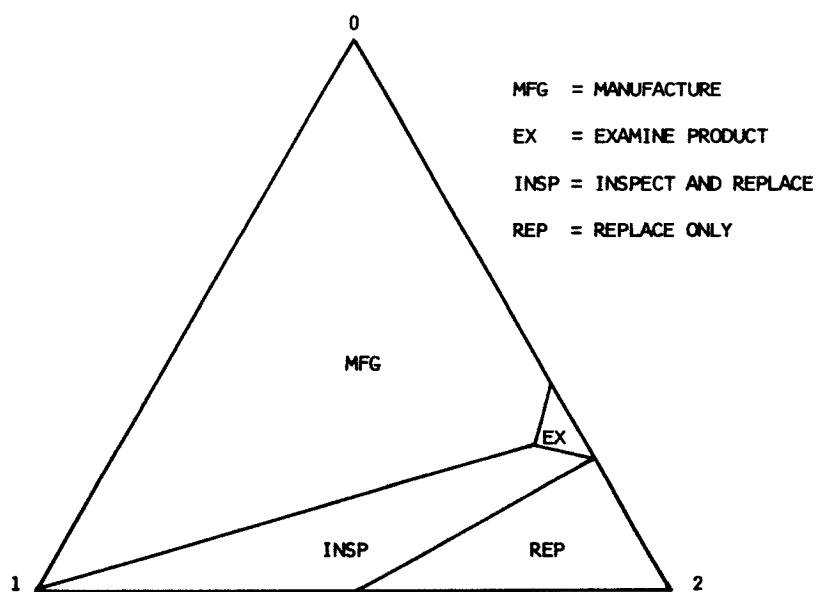 0
MFG = MANUFACTURE
EX = EXAMINE PRODUCT
INSP = INSPECT AND REPLACE
REP = REPLACE ONLY
MFG
EX
INSP
REP
1
2